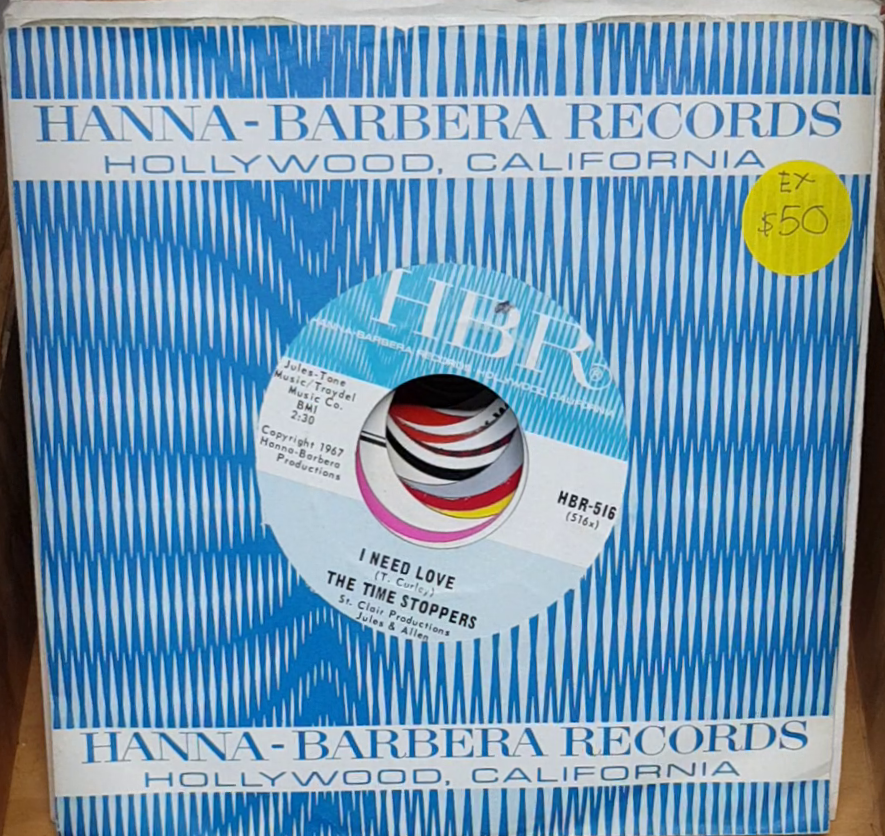 HANNA-BARBERA RECORDS
HOLLYWOOD, CALIFORNIA
EX
$50
HBR®
HANNA-BARBERA RECORDS HOLLYWOOD, CALIFORNIA
Jules-Tone
Music/Traydel
Music Co.
BMI
2:30
Copyright 1967
Hanna-Barbera
Productions
HBR-516
(516x)
I NEED LOVE
(T. Curley)
THE TIME STOPPERS
St. Clair Productions
Jules & Allen
HANNA-BARBERA RECORDS
HOLLYWOOD, CALIFORNIA